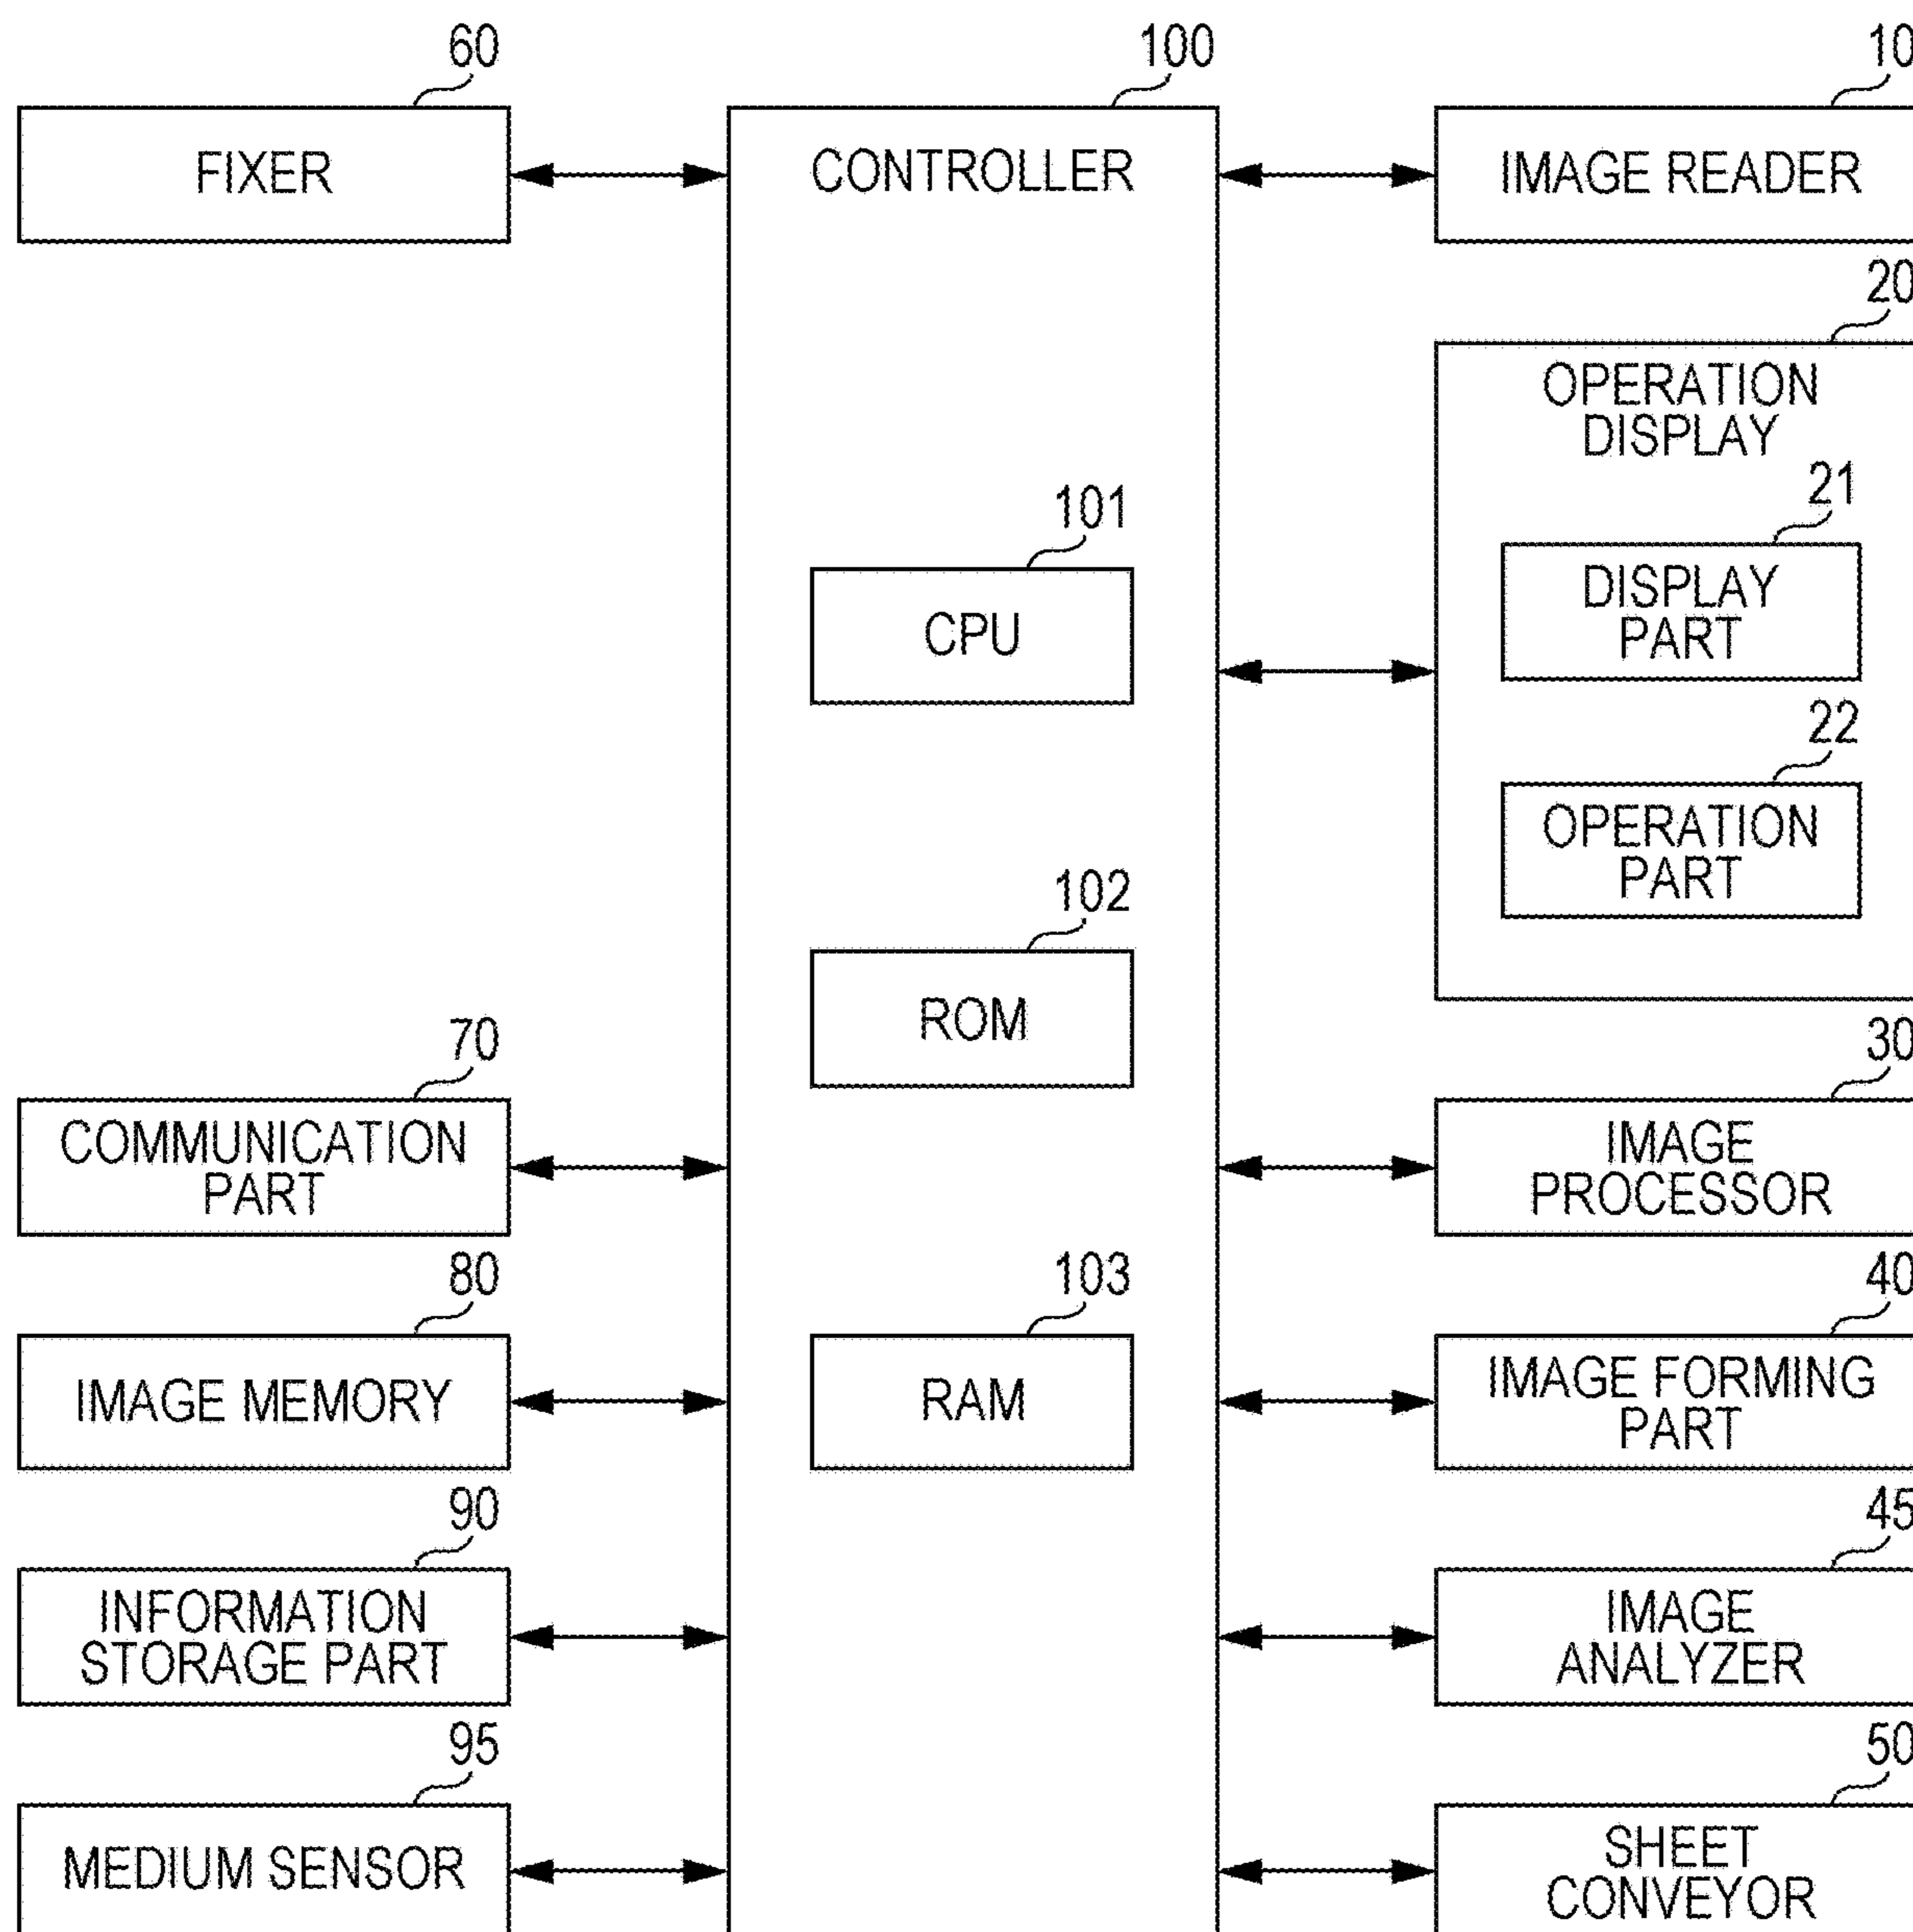 60
FIXER
70
COMMUNICATION
PART
80
IMAGE MEMORY
90
INFORMATION
STORAGE PART
95
MEDIUM SENSOR
100
CONTROLLER
101
CPU
102
ROM
103
RAM
10
IMAGE READER
20
OPERATION
DISPLAY
21
DISPLAY
PART
22
OPERATION
PART
30
IMAGE
PROCESSOR
40
IMAGE FORMING
PART
45
IMAGE
ANALYZER
50
SHEET
CONVEYOR